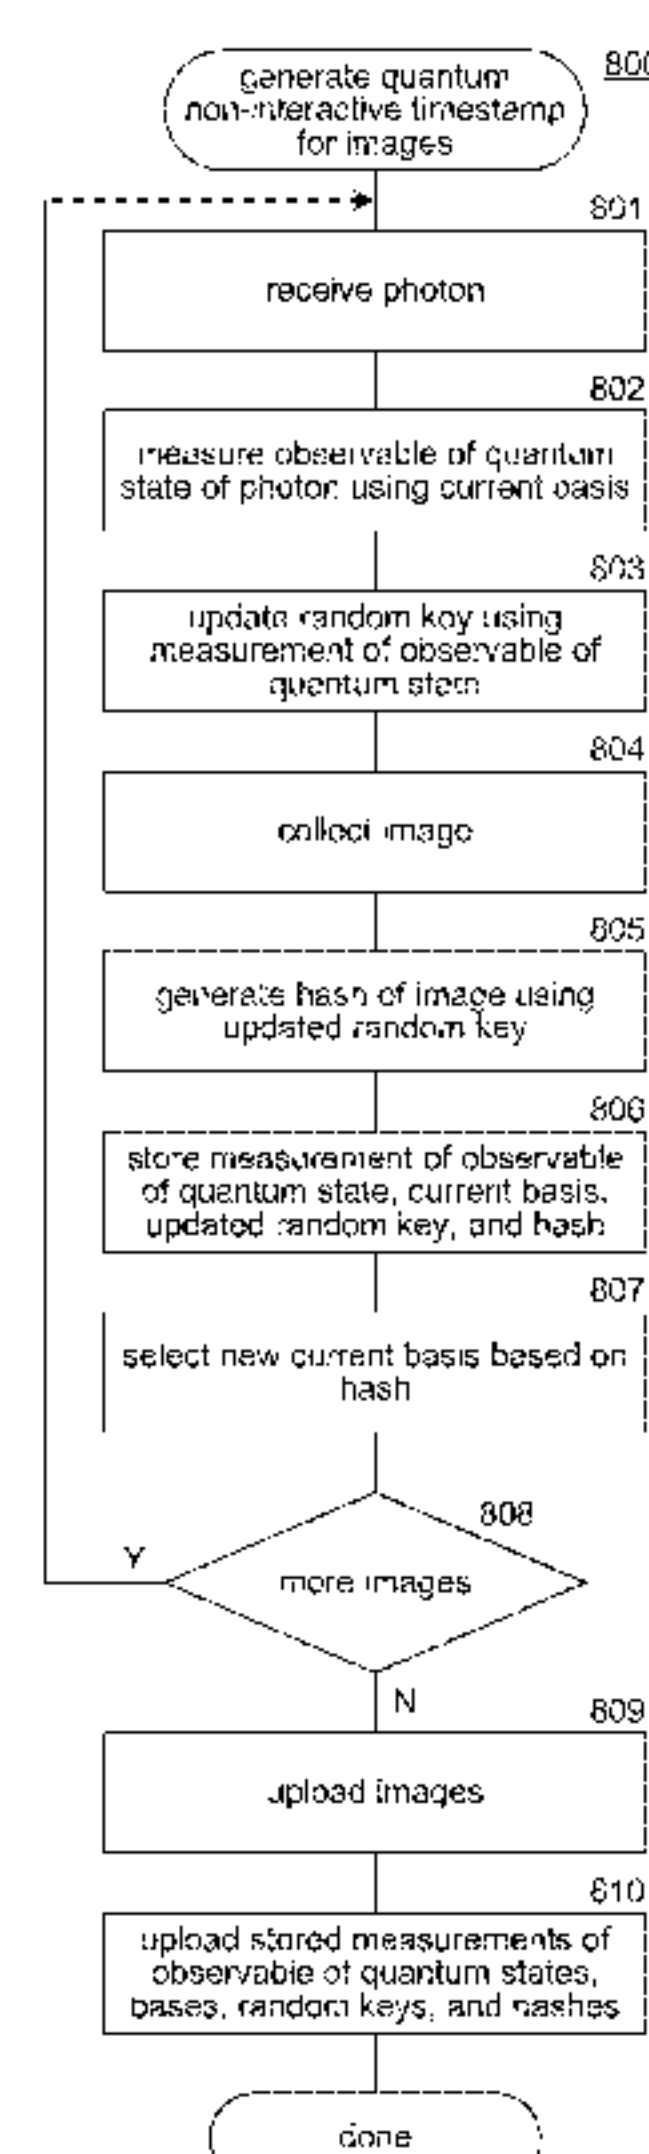 generate quantum
non-interactive timestamp
for images
800
801
receive photon
802
measure observable of quantum
state of photon using current basis
803
update random key using
measurement of observable of
quantum
804
collect image
805
generate hash of image using
updated random key
806
store measurement of observable
of quantum state, current basis,
updated random key, and hash
807
select new current basis based on
hash
808
more images
Y
N
809
upload images
810
upload stored measurements of
observable of quantum states,
bases, random keys, and hashes
done